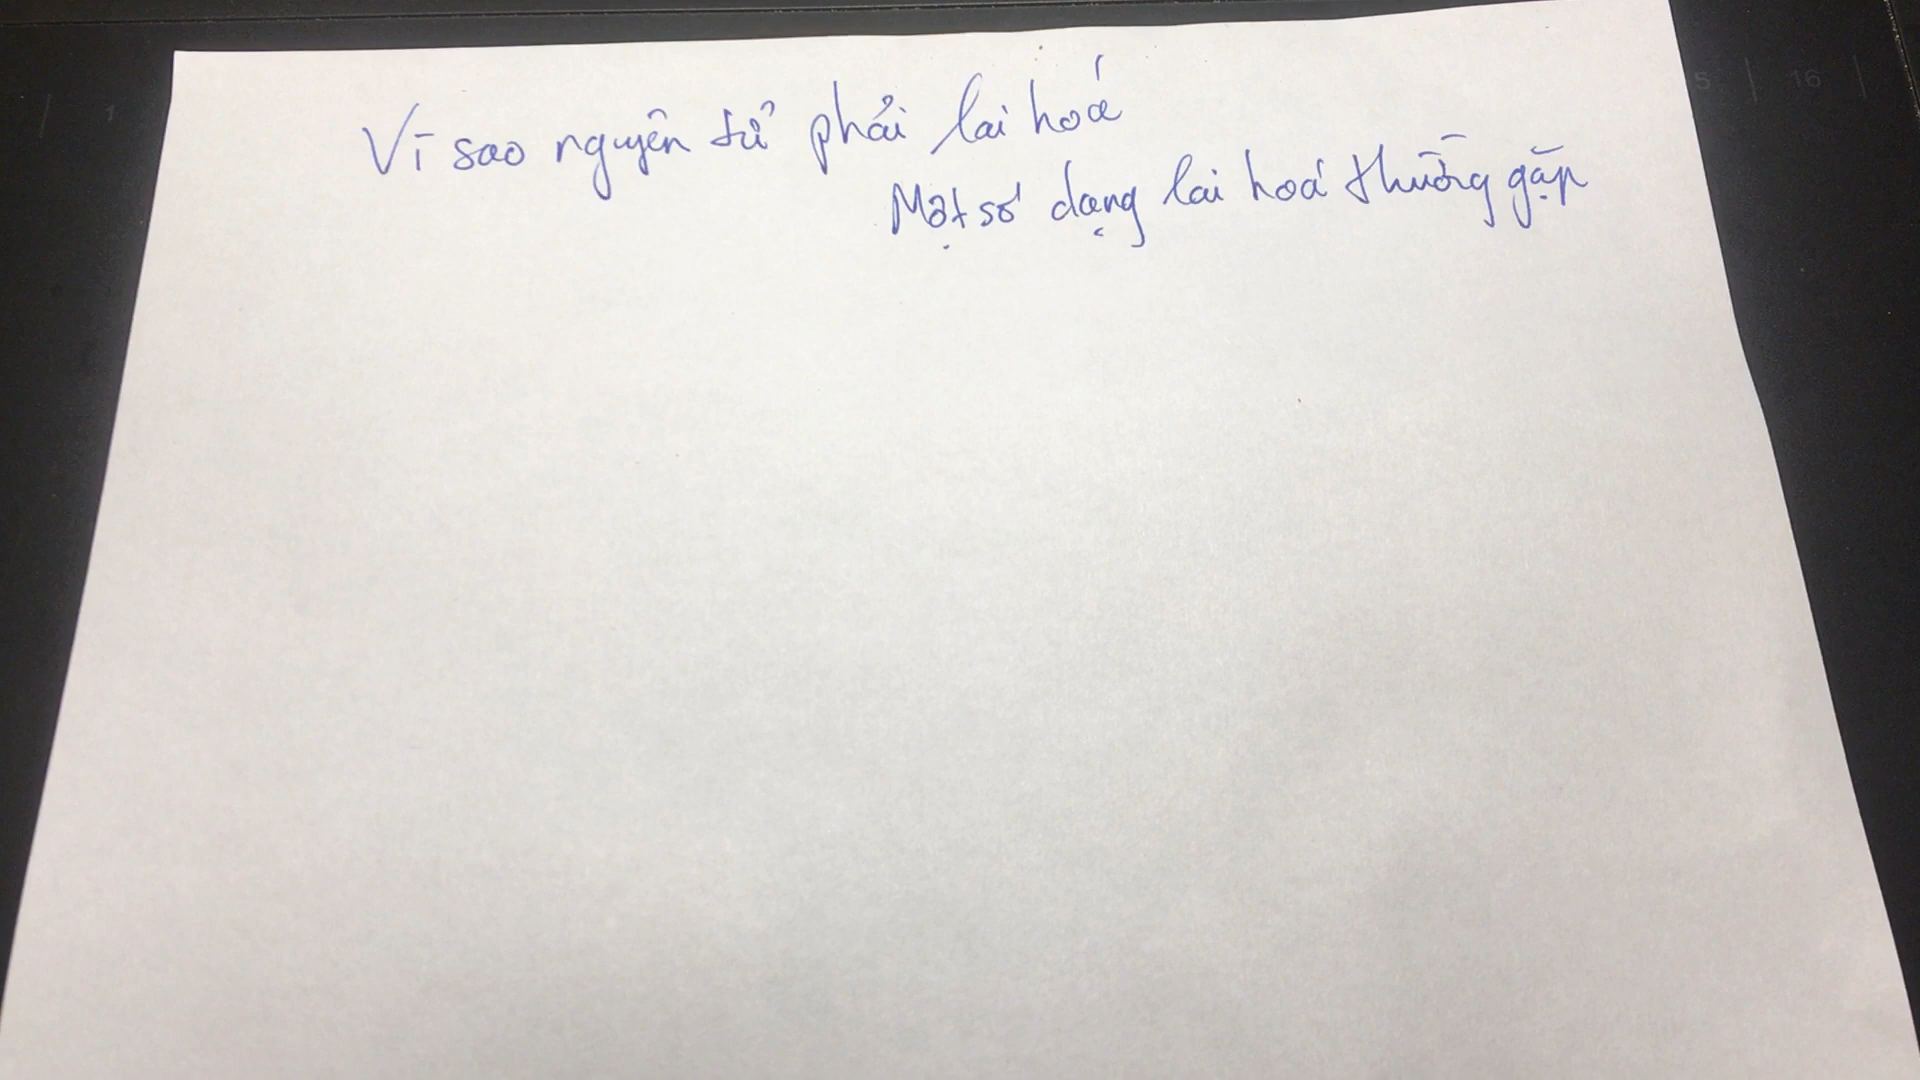 Vì sao nguyên tử phải lai hoá
Một số dạng lai hoá thường gặp